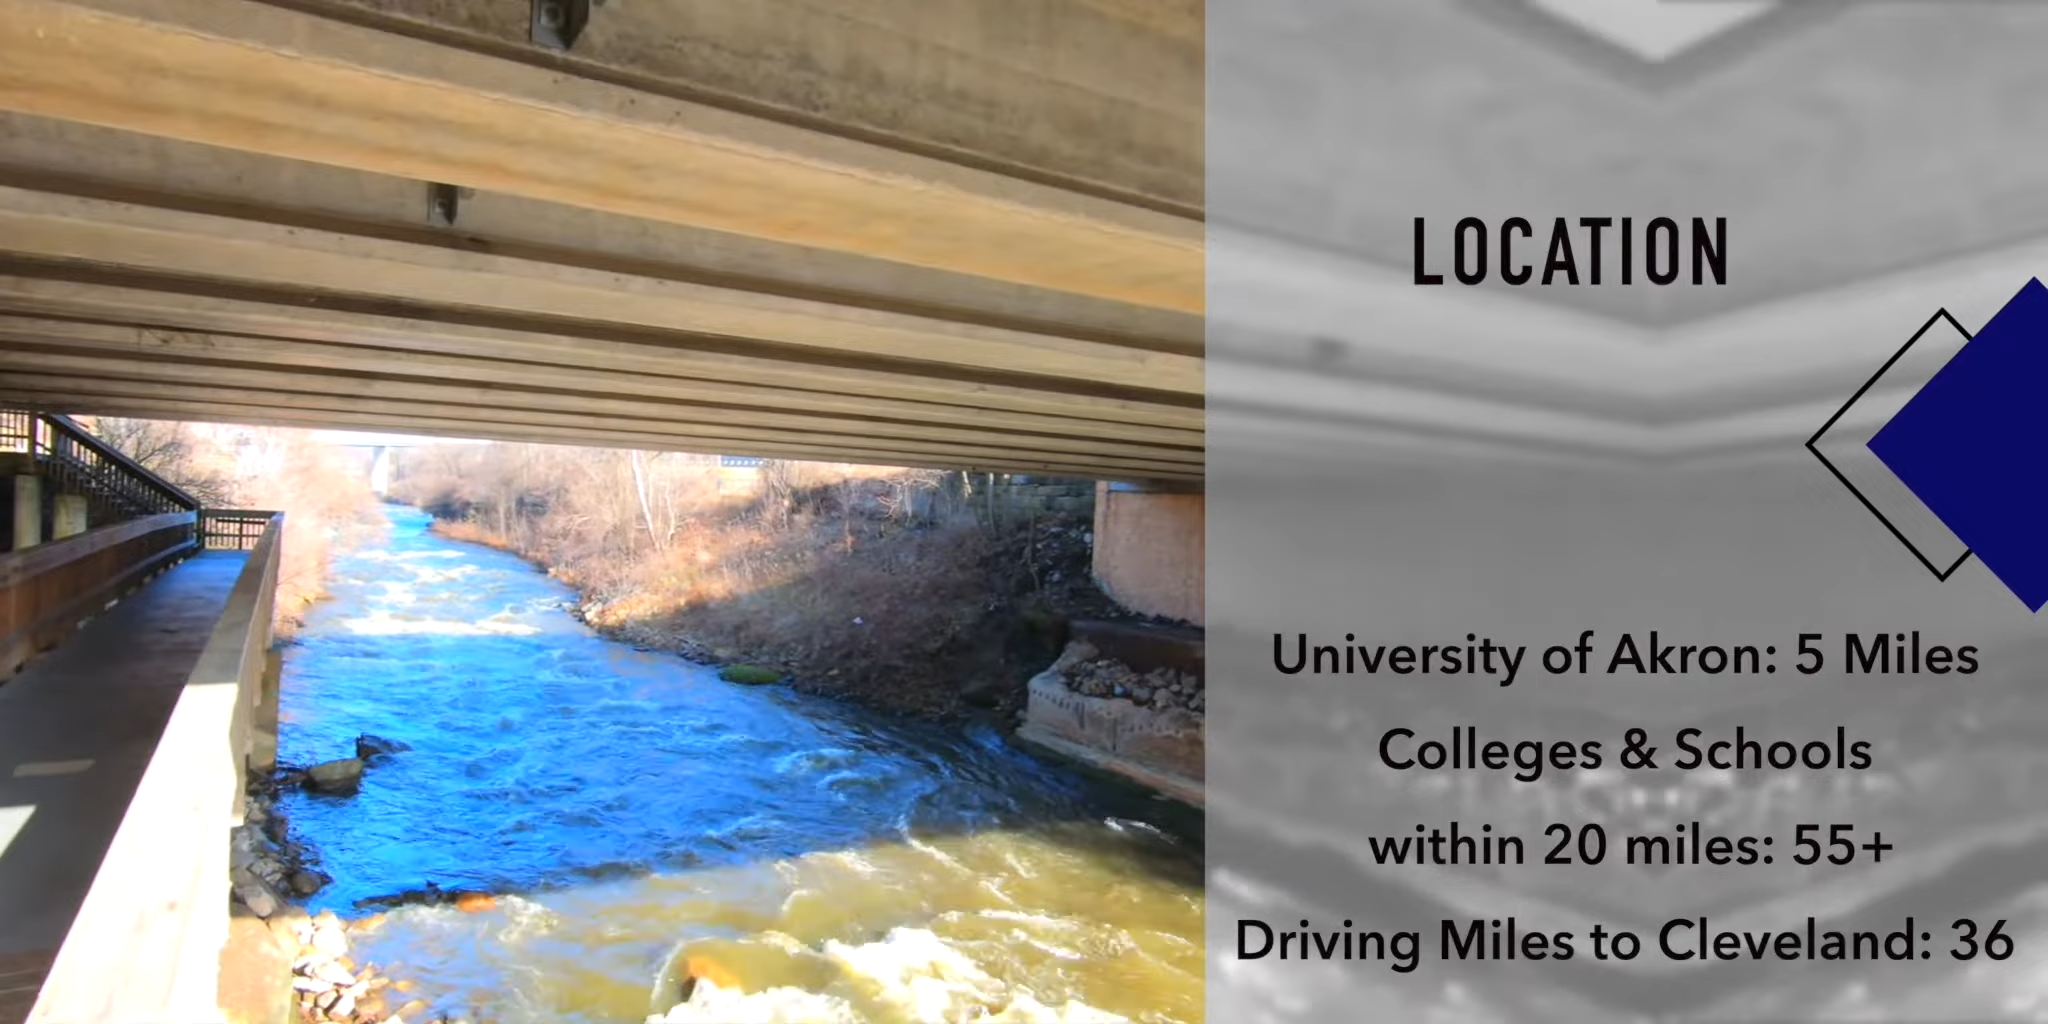 LOCATION
University of Akron: 5 Miles
Colleges & Schools
within 20 miles: 55+
Driving Miles to Cleveland: 36